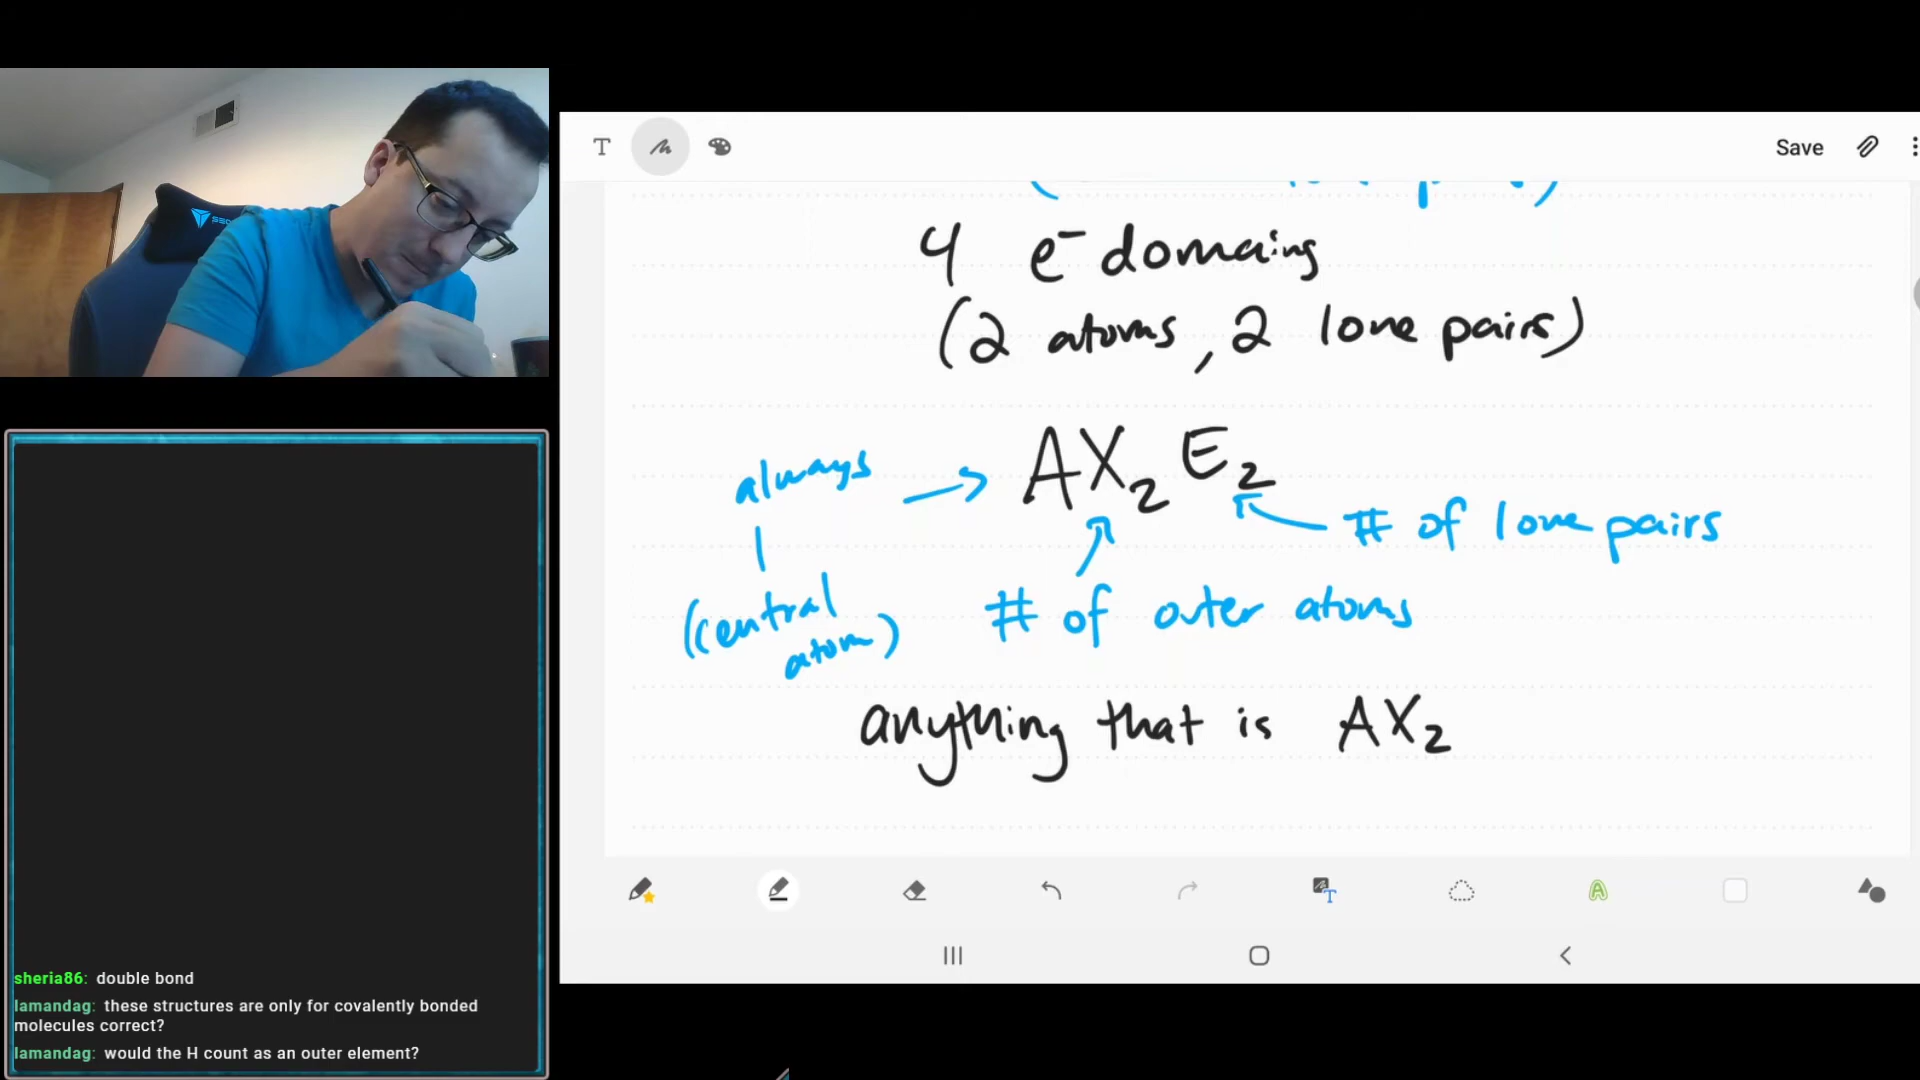 T
Save
4 e⁻ domains
(2 atoms, 2 lone pairs)
always → AX₂E₂
# of lone pairs
(central atom)
# of outer atoms
anything that is AX₂
sheria86: double bond
lamandag: these structures are only for covalently bonded
molecules correct?
lamandag: would the H count as an outer element?